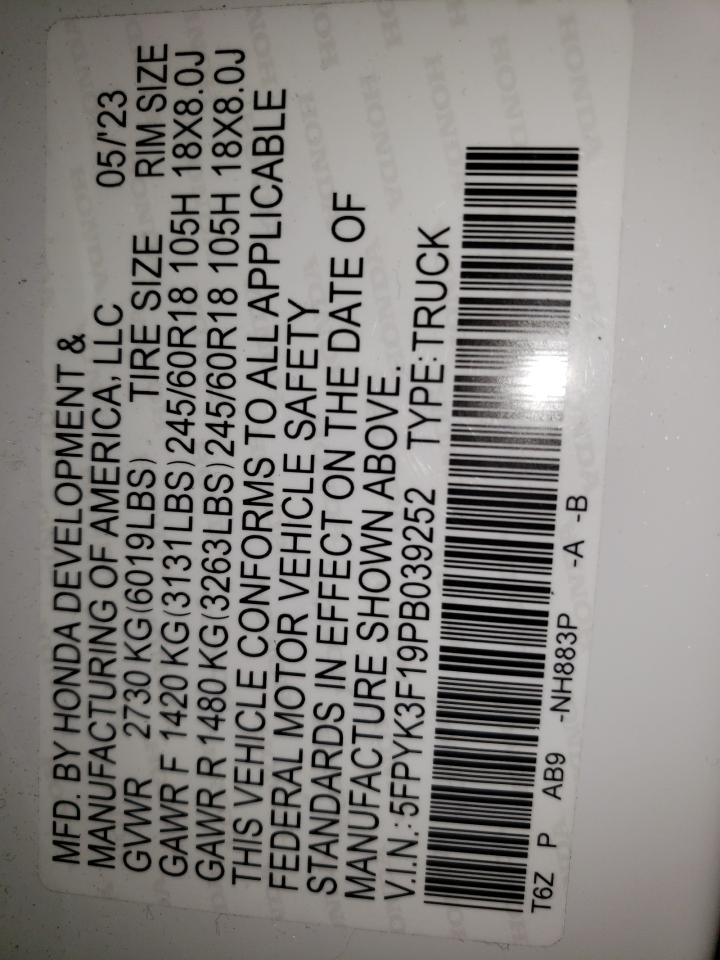 MFD. BY HONDA DEVELOPMENT &
MANUFACTURING OF AMERICA, LLC 05/'23
GVWR 2730 KG(6019LBS) TIRE SIZE RIM SIZE
GAWR F 1420 KG(3131LBS)245/60R18 105H 18X8.0J
GAWR R 1480 KG(3263LBS)245/60R18 105H 18X8.0J
THIS VEHICLE CONFORMS TO ALL APPLICABLE
FEDERAL MOTOR VEHICLE SAFETY
STANDARDS IN EFFECT ON THE DATE OF
MANUFACTURE SHOWN ABOVE.
V.I.N.: 5FPYK3F19PB039252 TYPE: TRUCK
T6Z P AB9 -NH883P -A -B